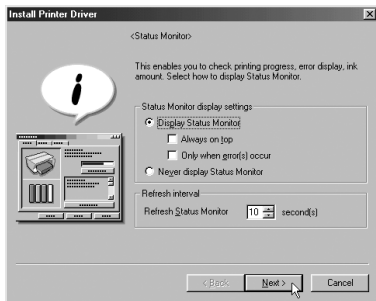 Install Printer Driver
<Status Monitor>
This enables you to check printing progress, error display, ink
amount. Select how to display Status Monitor.
Status Monitor display settings
Display Status Monitor
Always on top
Only when error(s) occur
Never display Status Monitor
Refresh interval
Refresh Status Monitor 10 second(s)
< Back Next > Cancel